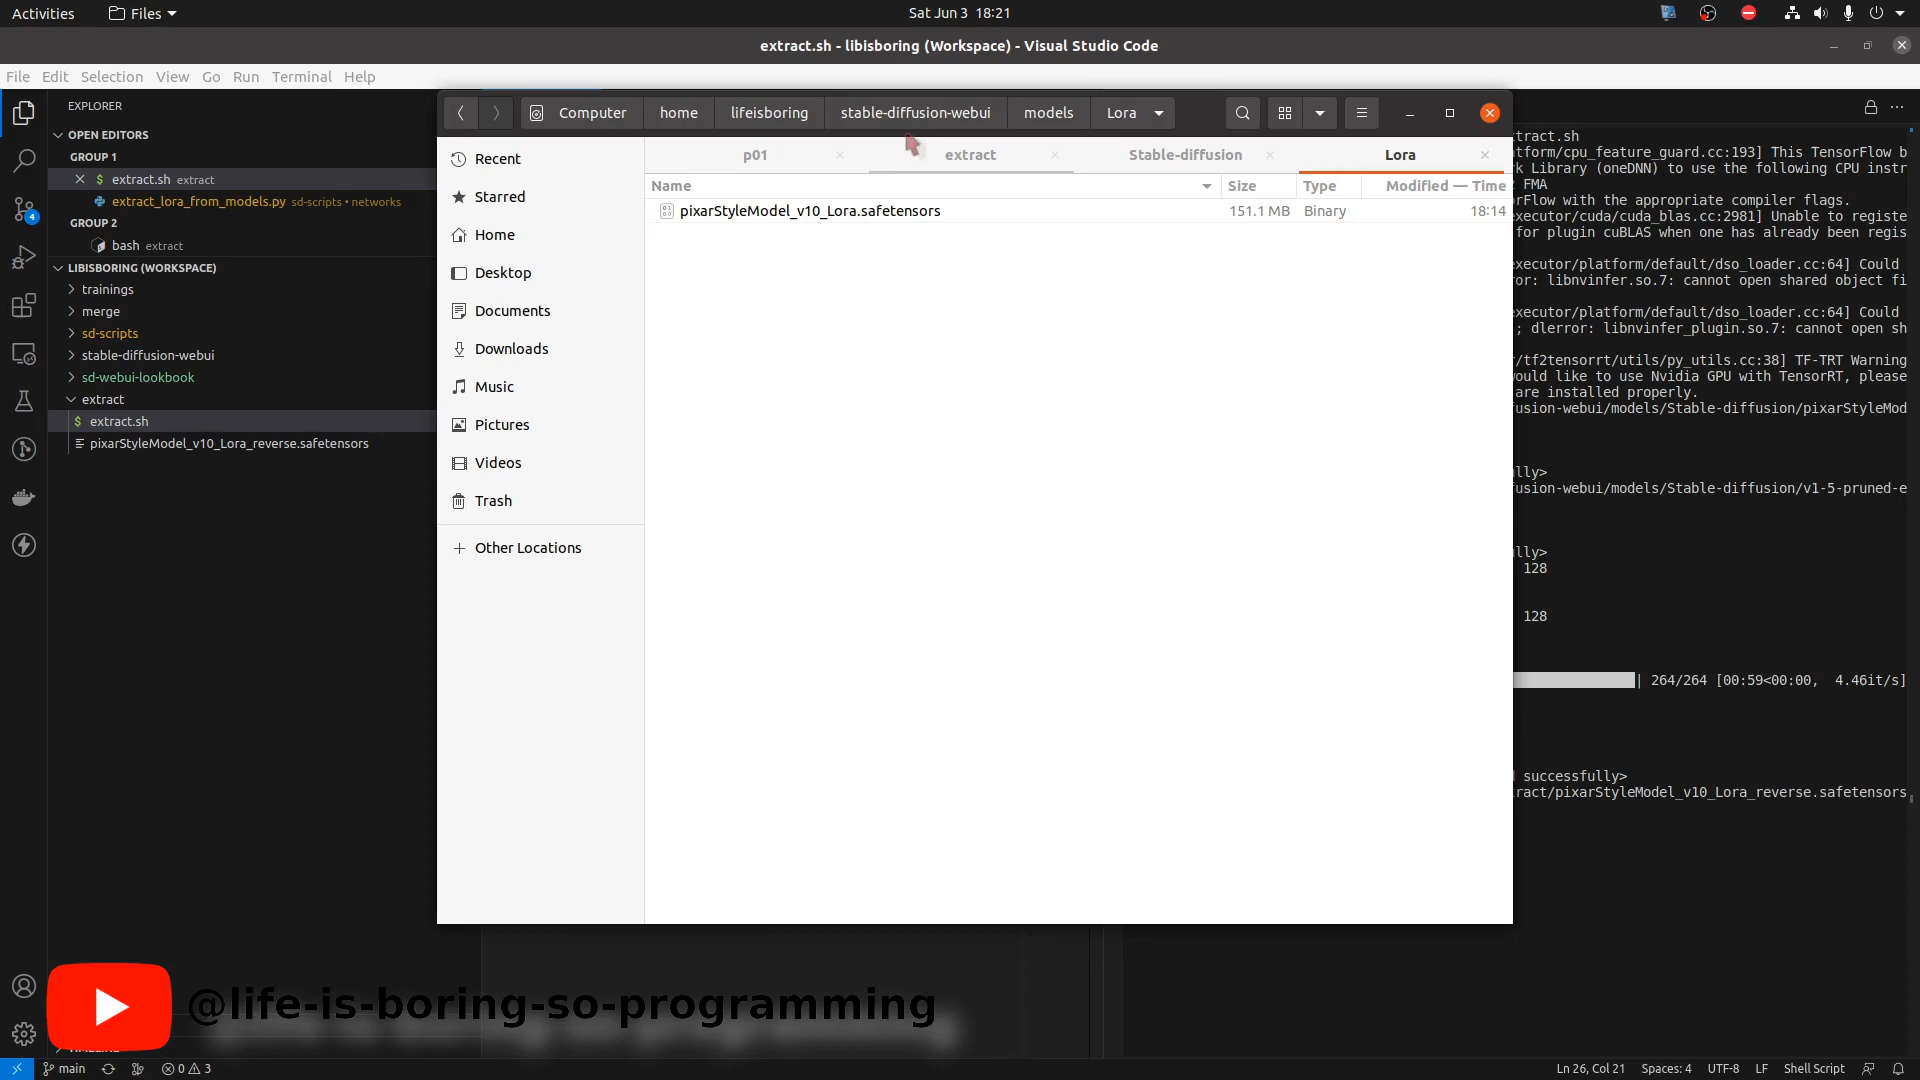 Activities
Files
Sat Jun 3 18:21
extract.sh - libisboring (Workspace) - Visual Studio Code
File Edit Selection View Go Run Terminal Help
EXPLORER
OPEN EDITORS
GROUP 1
$ extract.sh extract
extract_lora_from_models.py sd-scripts • networks
GROUP 2
bash extract
LIBISBORING (WORKSPACE)
trainings
merge
sd-scripts
stable-diffusion-webui
sd-webui-lookbook
extract
$ extract.sh
pixarStyleModel_v10_Lora_reverse.safetensors
4
Computer home lifeisboring stable-diffusion-webui models Lora
p01 extract Stable-diffusion Lora
Name Size Type Modified — Time
pixarStyleModel_v10_Lora.safetensors 151.1 MB Binary 18:14
Recent
Starred
Home
Desktop
Documents
Downloads
Music
Pictures
Videos
Trash
+ Other Locations
xtract.sh
tform/cpu_feature_guard.cc:193] This TensorFlow b
k Library (oneDNN) to use the following CPU instr
FMA
rFlow with the appropriate compiler flags.
xecutor/cuda/cuda_blas.cc:2981] Unable to registe
for plugin cuBLAS when one has already been regis
xecutor/platform/default/dso_loader.cc:64] Could
or: libnvinfer.so.7: cannot open shared object fi
xecutor/platform/default/dso_loader.cc:64] Could
; dlerror: libnvinfer_plugin.so.7: cannot open sh
/tf2tensorrt/utils/py_utils.cc:38] TF-TRT Warning
ould like to use Nvidia GPU with TensorRT, please
are installed properly.
fusion-webui/models/Stable-diffusion/pixarStyleMod
lly>
fusion-webui/models/Stable-diffusion/v1-5-pruned-e
lly>
128
128
| 264/264 [00:59<00:00, 4.46it/s]
successfully>
ract/pixarStyleModel_v10_Lora_reverse.safetensors
@life-is-boring-so-programming
main 0 3
Ln 26, Col 21 Spaces: 4 UTF-8 LF Shell Script